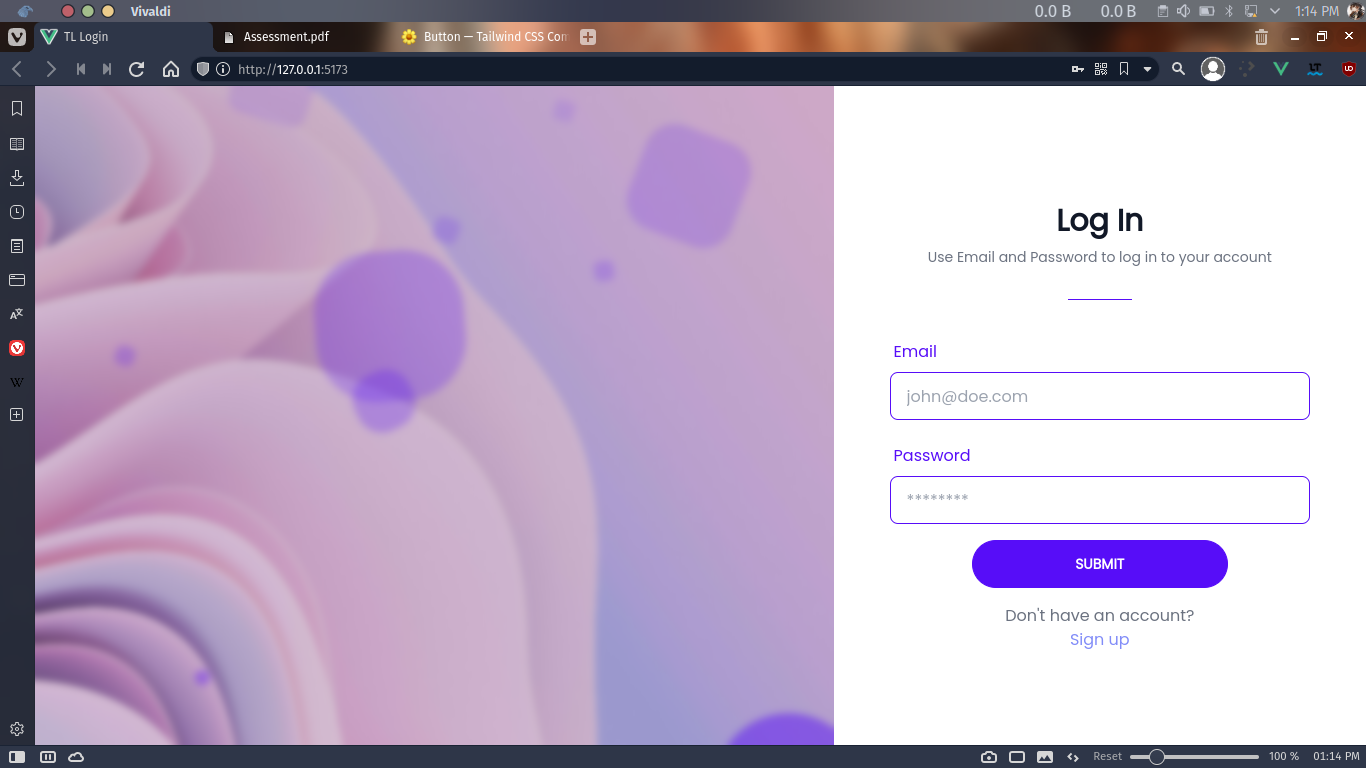 Vivaldi
0.0 B 0.0 B 1:14 PM
TL Login
Assessment.pdf
Button — Tailwind CSS Com
http://127.0.0.1:5173
Log In
Use Email and Password to log in to your account
Email
john@doe.com
Password
********
SUBMIT
Don't have an account?
Sign up
W
Reset 100 % 01:14 PM